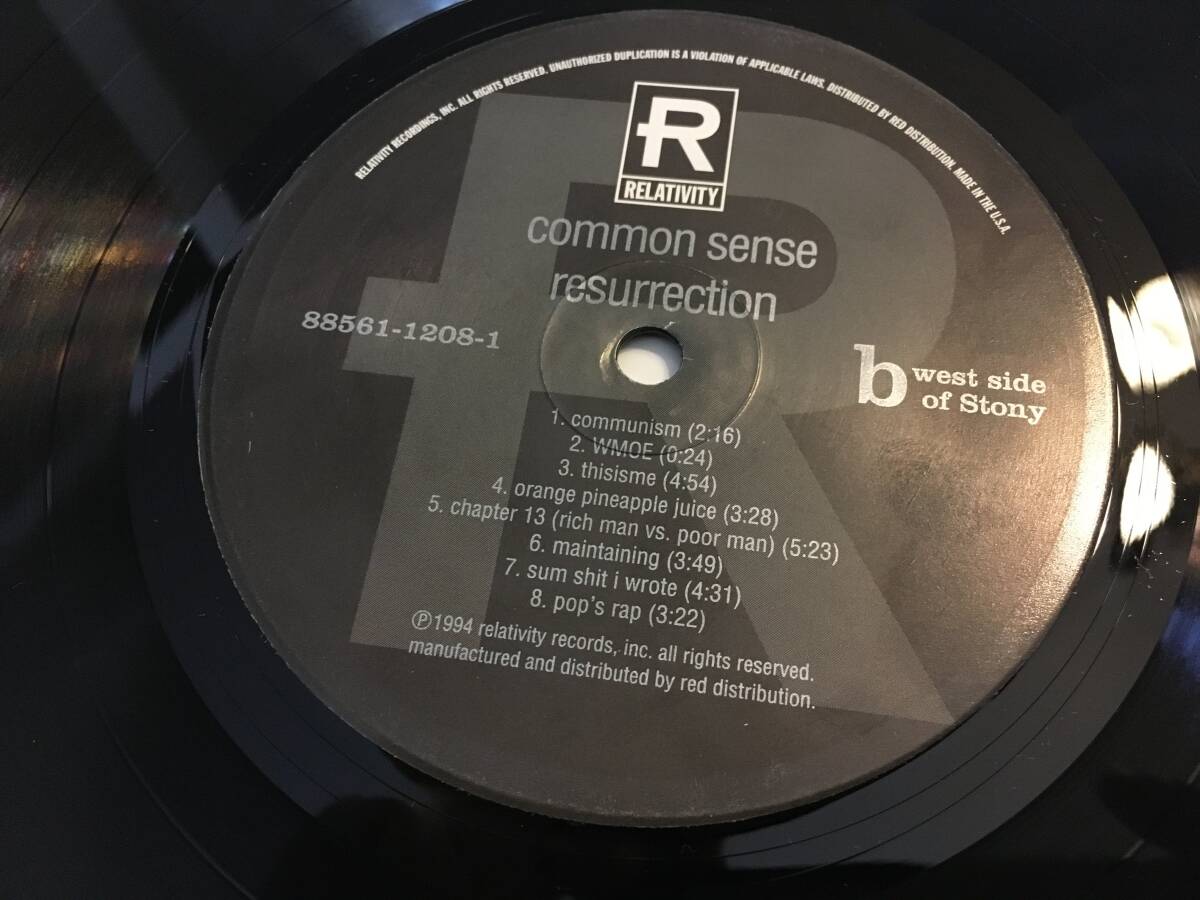 RELATIVITY RECORDINGS, INC. ALL RIGHTS RESERVED. UNAUTHORIZED DUPLICATION IS A VIOLATION OF APPLICABLE LAWS. DISTRIBUTED BY RED DISTRIBUTION. MADE IN THE U.S.A.
R
RELATIVITY
common sense
resurrection
88561-1208-1
b west side
of Stony
1. communism (2:16)
2. WMOE (0:24)
3. thisisme (4:54)
4. orange pineapple juice (3:28)
5. chapter 13 (rich man vs. poor man) (5:23)
6. maintaining (3:49)
7. sum shit i wrote (4:31)
8. pop's rap (3:22)
℗1994 relativity records, inc. all rights reserved.
manufactured and distributed by red distribution.